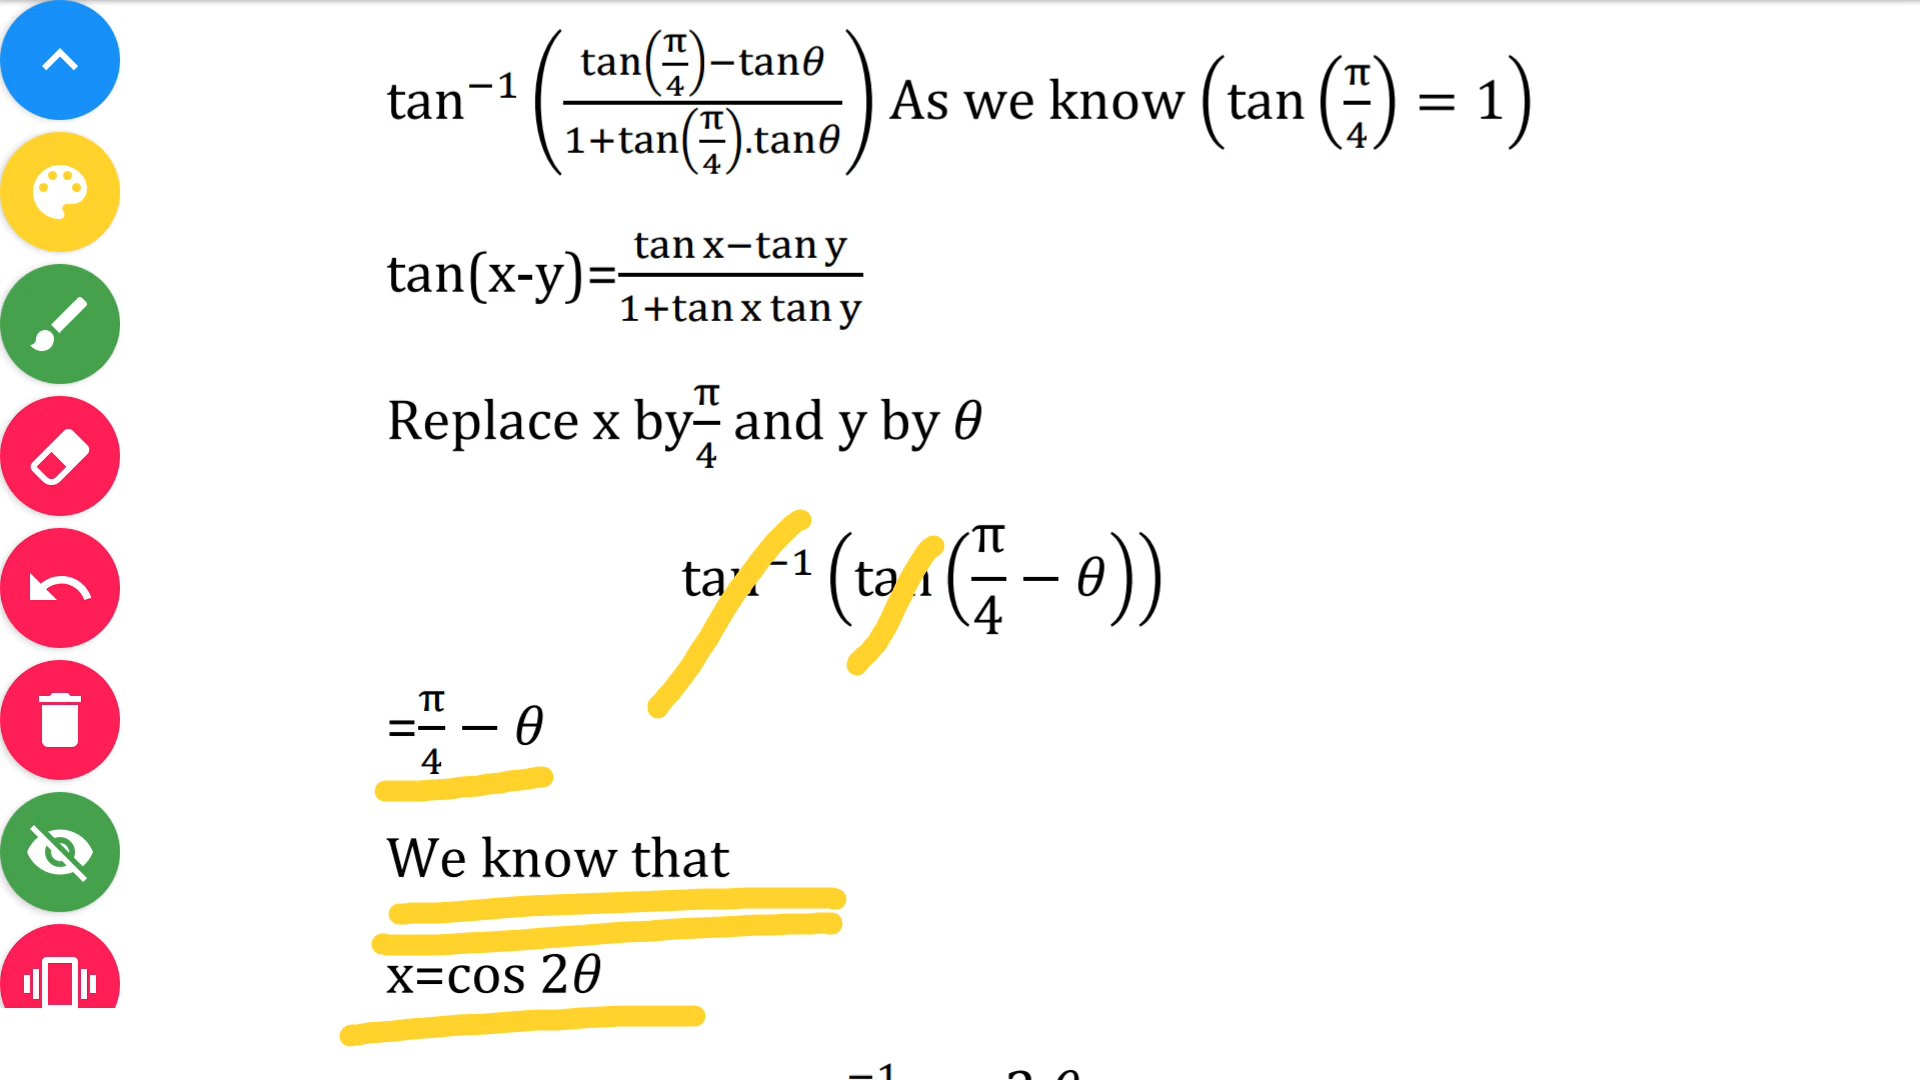 tan⁻¹ ( (tan(π/4)−tanθ) / (1+tan(π/4).tanθ) ) As we know (tan (π/4) = 1)
tan(x-y)= (tan x−tan y) / (1+tan x tan y)
Replace x by π/4 and y by θ
tan⁻¹ (tan (π/4 − θ))
= π/4 − θ
We know that
x=cos 2θ